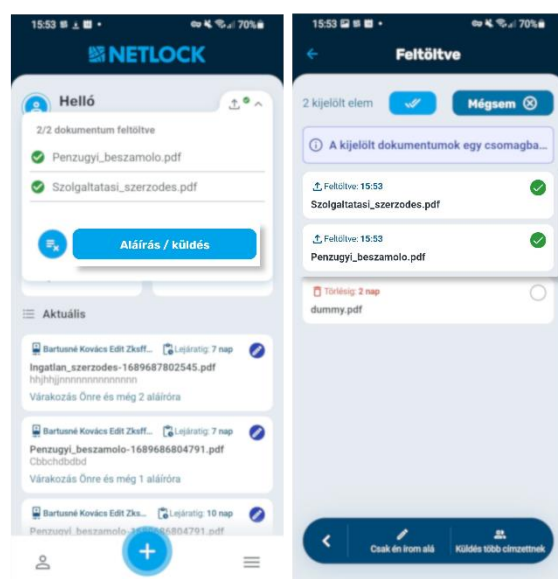 15:53
70%
NETLOCK
Helló
2/2 dokumentum feltöltve
Penzugyi_beszamolo.pdf
Szolgaltatasi_szerzodes.pdf
Aláírás / küldés
Aktuális
Bartusné Kovács Edit Zksff... Lejáratig: 7 nap
Ingatlan_szerzodes-1689687802545.pdf
Várakozás Önre és még 2 aláíróra
Bartusné Kovács Edit Zksff... Lejáratig: 7 nap
Penzugyi_beszamolo-1689686804791.pdf
Cbbchdbdbd
Várakozás Önre és még 1 aláíróra
Bartusné Kovács Edit Zks... Lejáratig: 10 nap
15:53
70%
Feltöltve
2 kijelölt elem
Mégsem
A kijelölt dokumentumok egy csomagba...
Feltöltve: 15:53
Szolgaltatasi_szerzodes.pdf
Feltöltve: 15:53
Penzugyi_beszamolo.pdf
Törlésig: 2 nap
dummy.pdf
Csak én írom alá
Küldés több címzettnek